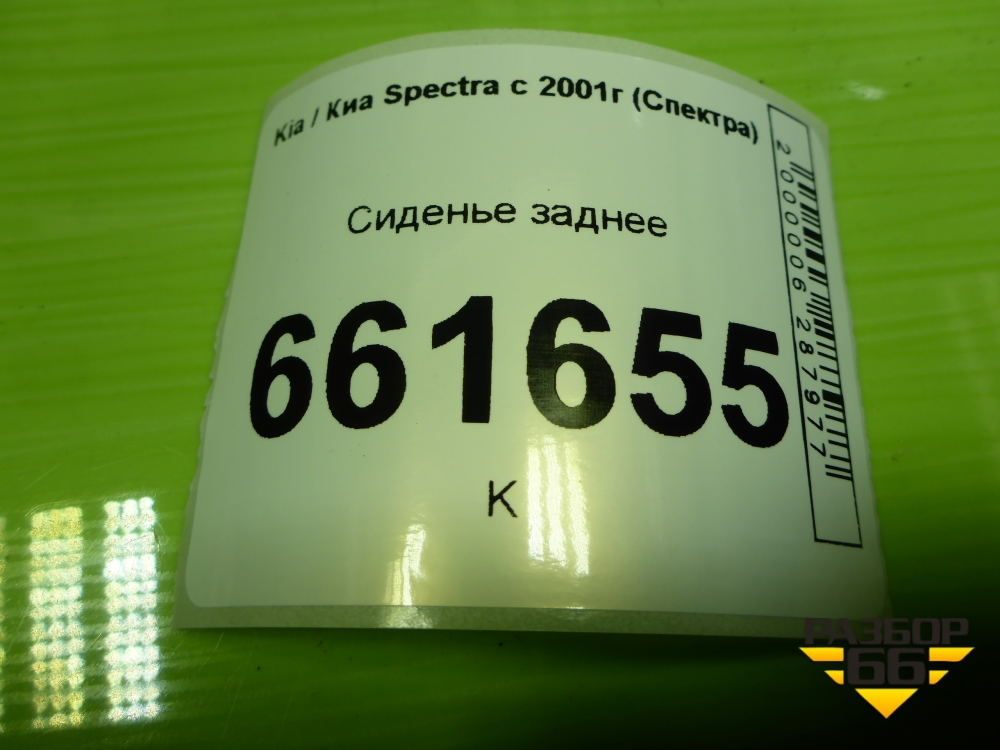 Kia / Киа Spectra с 2001г (Спектра)
Сиденье заднее
661655
К
2000006287977
РАЗБОР
66